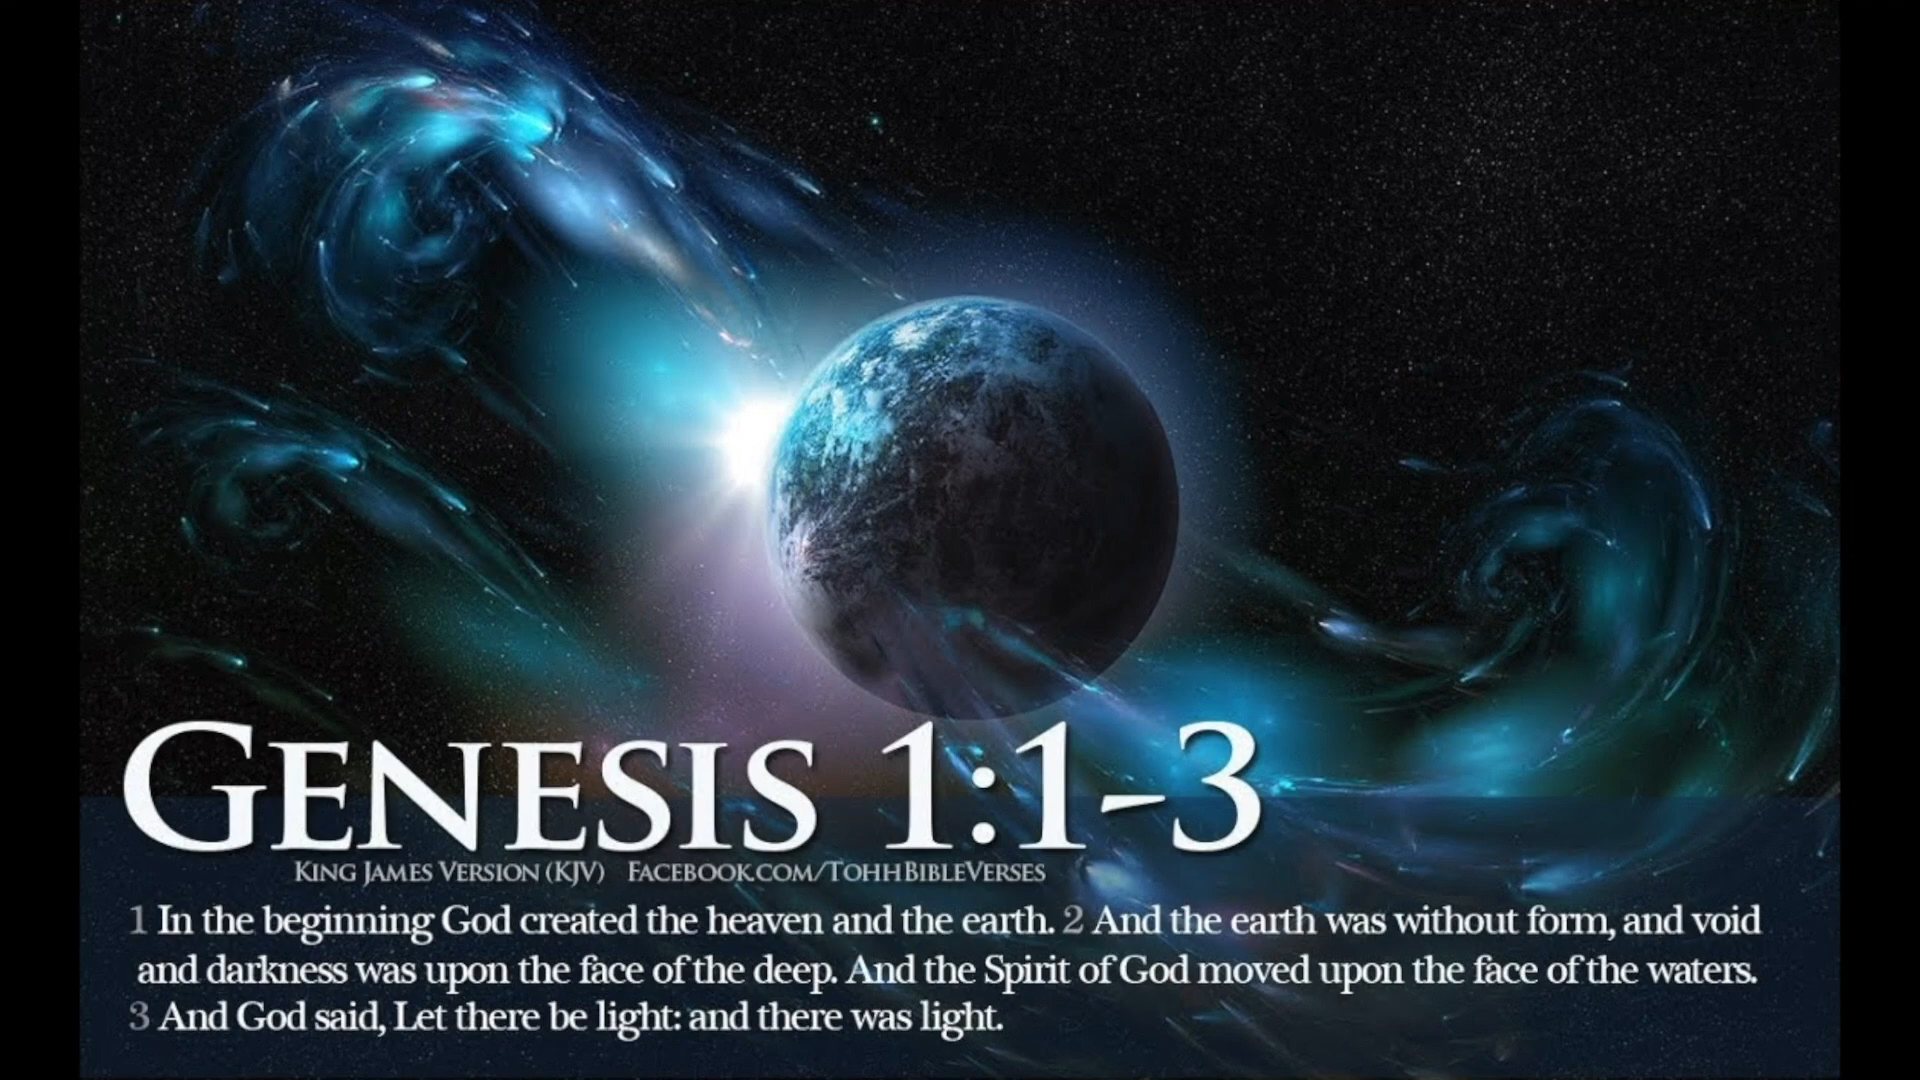 GENESIS 1:1-3
KING JAMES VERSION (KJV) FACEBOOK.COM/TOHHBIBLEVERSES
1 In the beginning God created the heaven and the earth. 2 And the earth was without form, and void
and darkness was upon the face of the deep. And the Spirit of God moved upon the face of the waters.
3 And God said, Let there be light: and there was light.